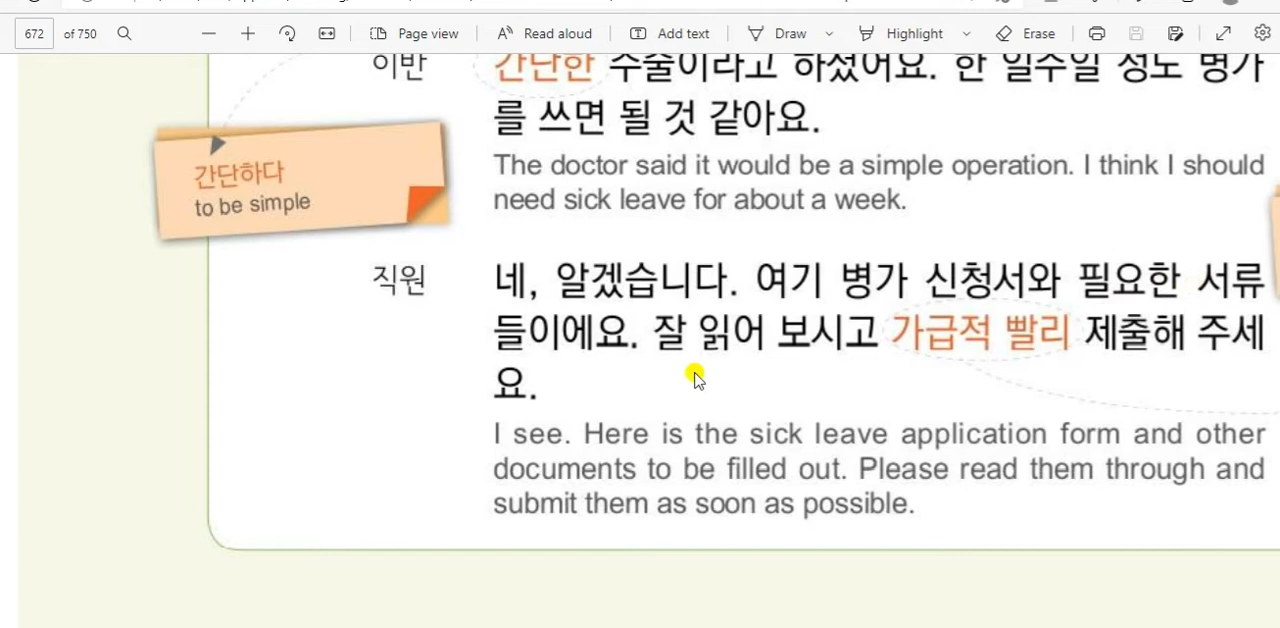 672 of 750 Page view Read aloud Add text Draw Highlight Erase
이반 간단한 수술이라고 하셨어요. 한 일주일 정도 병가
를 쓰면 될 것 같아요.
The doctor said it would be a simple operation. I think I should
need sick leave for about a week.
간단하다
to be simple
직원 네, 알겠습니다. 여기 병가 신청서와 필요한 서류
들이에요. 잘 읽어 보시고 가급적 빨리 제출해 주세
요.
I see. Here is the sick leave application form and other
documents to be filled out. Please read them through and
submit them as soon as possible.